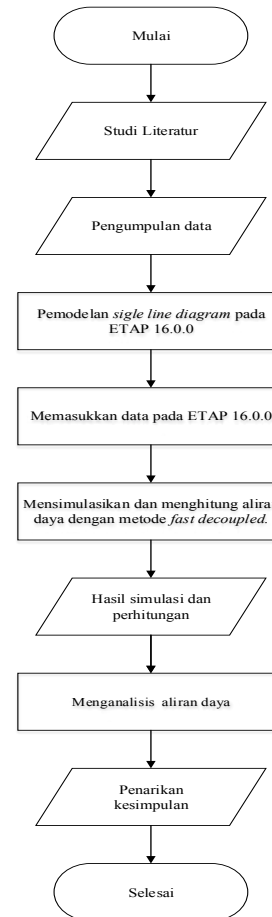 Mulai
Studi Literatur
Pengumpulan data
Pemodelan sigle line diagram pada
ETAP 16.0.0
Memasukkan data pada ETAP 16.0.0
Mensimulasikan dan menghitung alira
daya dengan metode fast decoupled.
Hasil simulasi dan
perhitungan
Menganalisis aliran daya
Penarikan
kesimpulan
Selesai